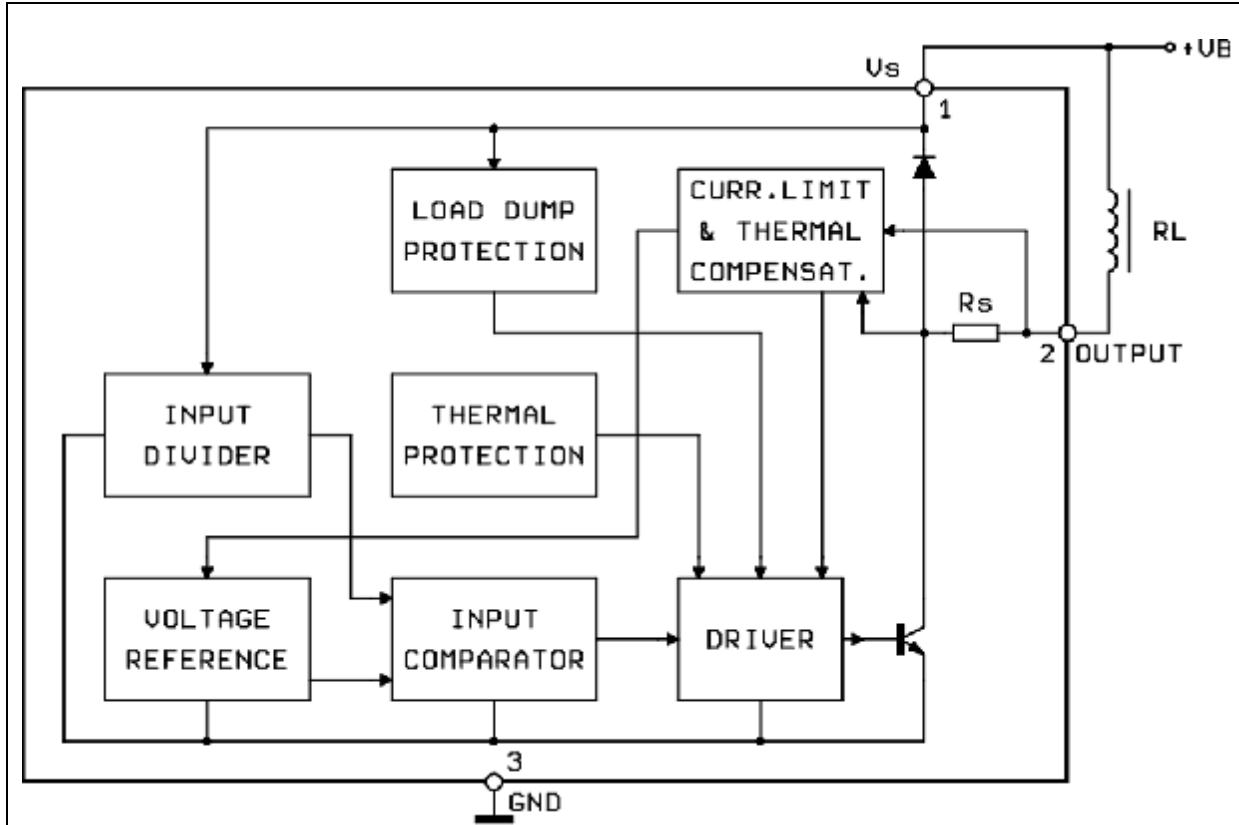 +VB
Vs
1
LOAD DUMP
PROTECTION
CURR.LIMIT
& THERMAL
COMPENSAT.
RL
Rs
2 OUTPUT
INPUT
DIVIDER
THERMAL
PROTECTION
VOLTAGE
REFERENCE
INPUT
COMPARATOR
DRIVER
3
GND